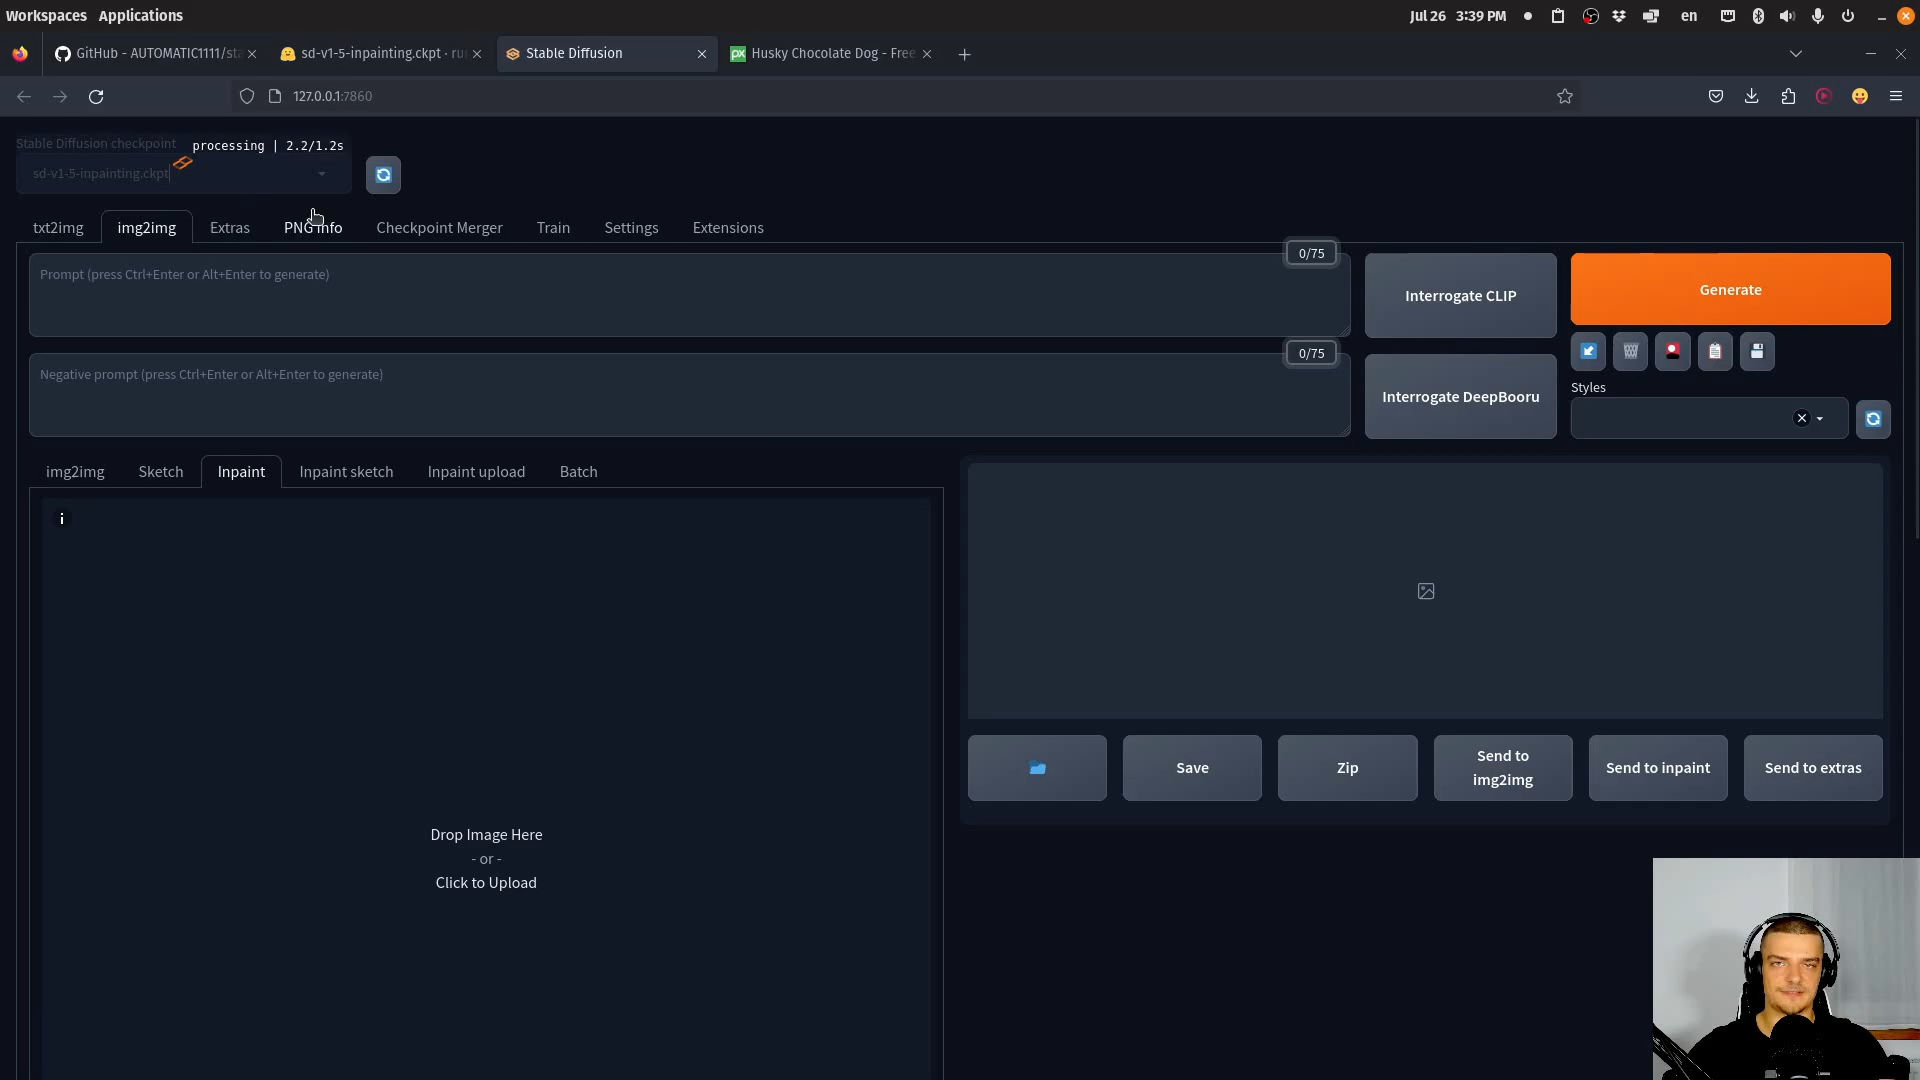 Workspaces Applications
Jul 26 3:39 PM
en
GitHub - AUTOMATIC1111/sta
sd-v1-5-inpainting.ckpt · ru
Stable Diffusion
Husky Chocolate Dog - Free
127.0.0.1:7860
Stable Diffusion checkpoint
processing | 2.2/1.2s
sd-v1-5-inpainting.ckpt
txt2img img2img Extras PNG Info Checkpoint Merger Train Settings Extensions
0/75
Prompt (press Ctrl+Enter or Alt+Enter to generate)
Interrogate CLIP
Generate
0/75
Negative prompt (press Ctrl+Enter or Alt+Enter to generate)
Interrogate DeepBooru
Styles
img2img Sketch Inpaint Inpaint sketch Inpaint upload Batch
i
Drop Image Here
- or -
Click to Upload
Save
Zip
Send to
img2img
Send to inpaint
Send to extras